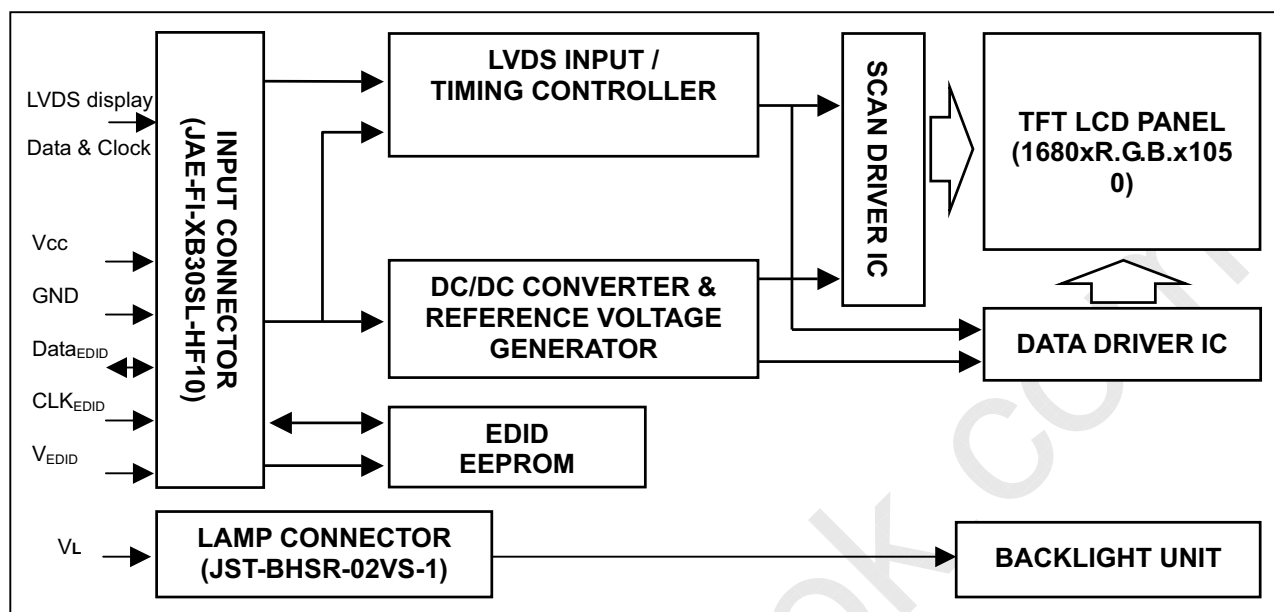 LVDS display
Data & Clock
Vcc
GND
DataEDID
CLKEDID
VEDID
VL
INPUT CONNECTOR
(JAE-FI-XB30SL-HF10)
LVDS INPUT /
TIMING CONTROLLER
DC/DC CONVERTER &
REFERENCE VOLTAGE
GENERATOR
EDID
EEPROM
SCAN DRIVER IC
TFT LCD PANEL
(1680xR.G.B.x105
0)
DATA DRIVER IC
LAMP CONNECTOR
(JST-BHSR-02VS-1)
BACKLIGHT UNIT
ok com